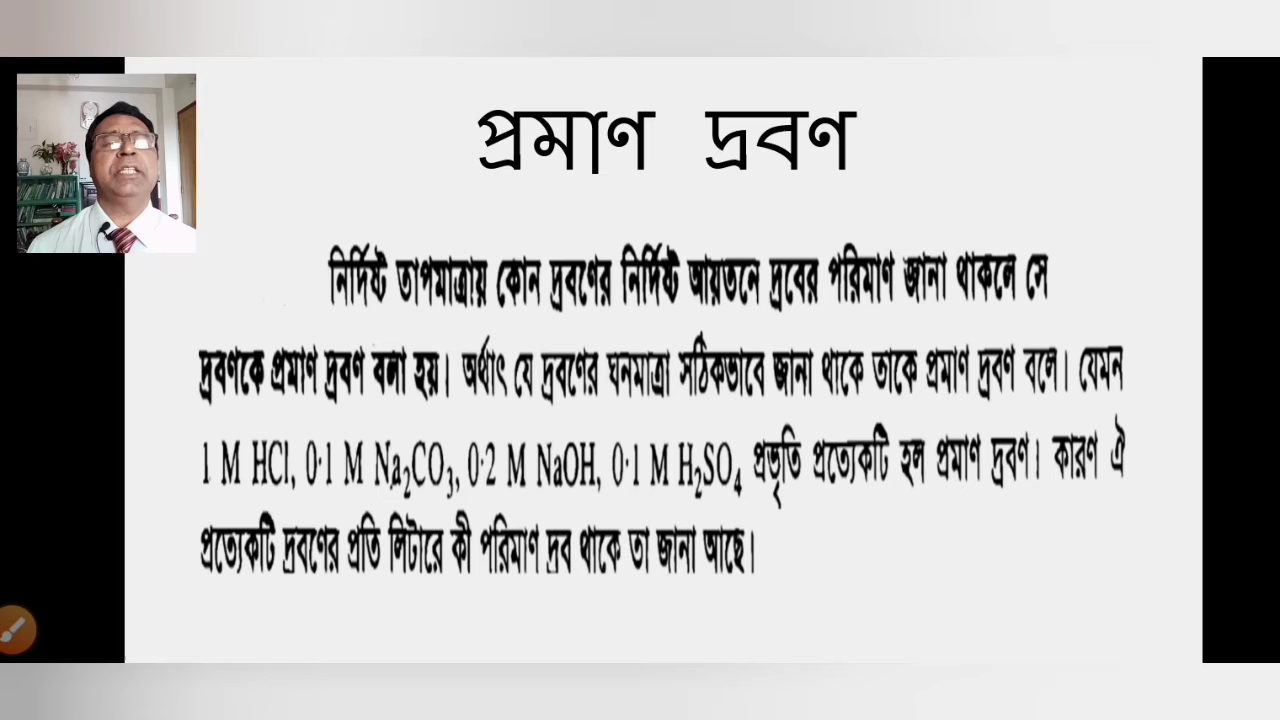 প্রমাণ দ্রবণ
নির্দিষ্ট তাপমাত্রায় কোন দ্রবণের নির্দিষ্ট আয়তনে দ্রবের পরিমাণ জানা থাকলে সে
দ্রবণকে প্রমাণ দ্রবণ বলা হয়। অর্থাৎ যে দ্রবণের ঘনমাত্রা সঠিকভাবে জানা থাকে তাকে প্রমাণ দ্রবণ বলে। যেমন
1 M HCl, 0·1 M Na₂CO₃, 0·2 M NaOH, 0·1 M H₂SO₄ প্রভৃতি প্রত্যেকটি হল প্রমাণ দ্রবণ। কারণ ঐ
প্রত্যেকটি দ্রবণের প্রতি লিটারে কী পরিমাণ দ্রব থাকে তা জানা আছে।